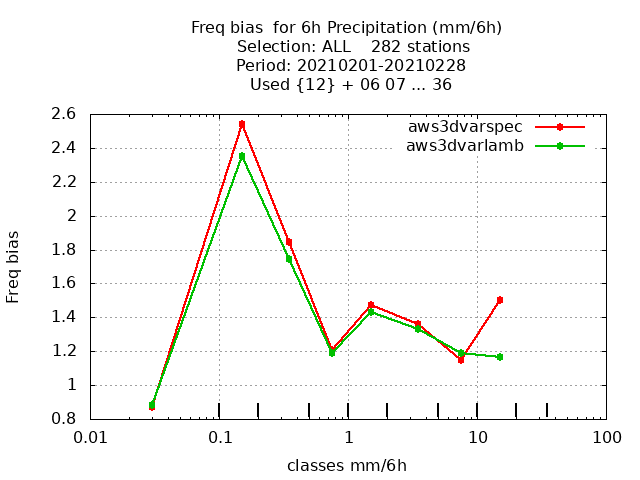 Freq bias  for 6h Precipitation (mm/6h)
Selection: ALL    282 stations
Period: 20210201-20210228
Used {12} + 06 07 ... 36
aws3dvarspec
aws3dvarlamb
2.6
2.4
2.2
2
1.8
1.6
1.4
1.2
1
0.8
Freq bias
0.01
0.1
1
10
100
classes mm/6h